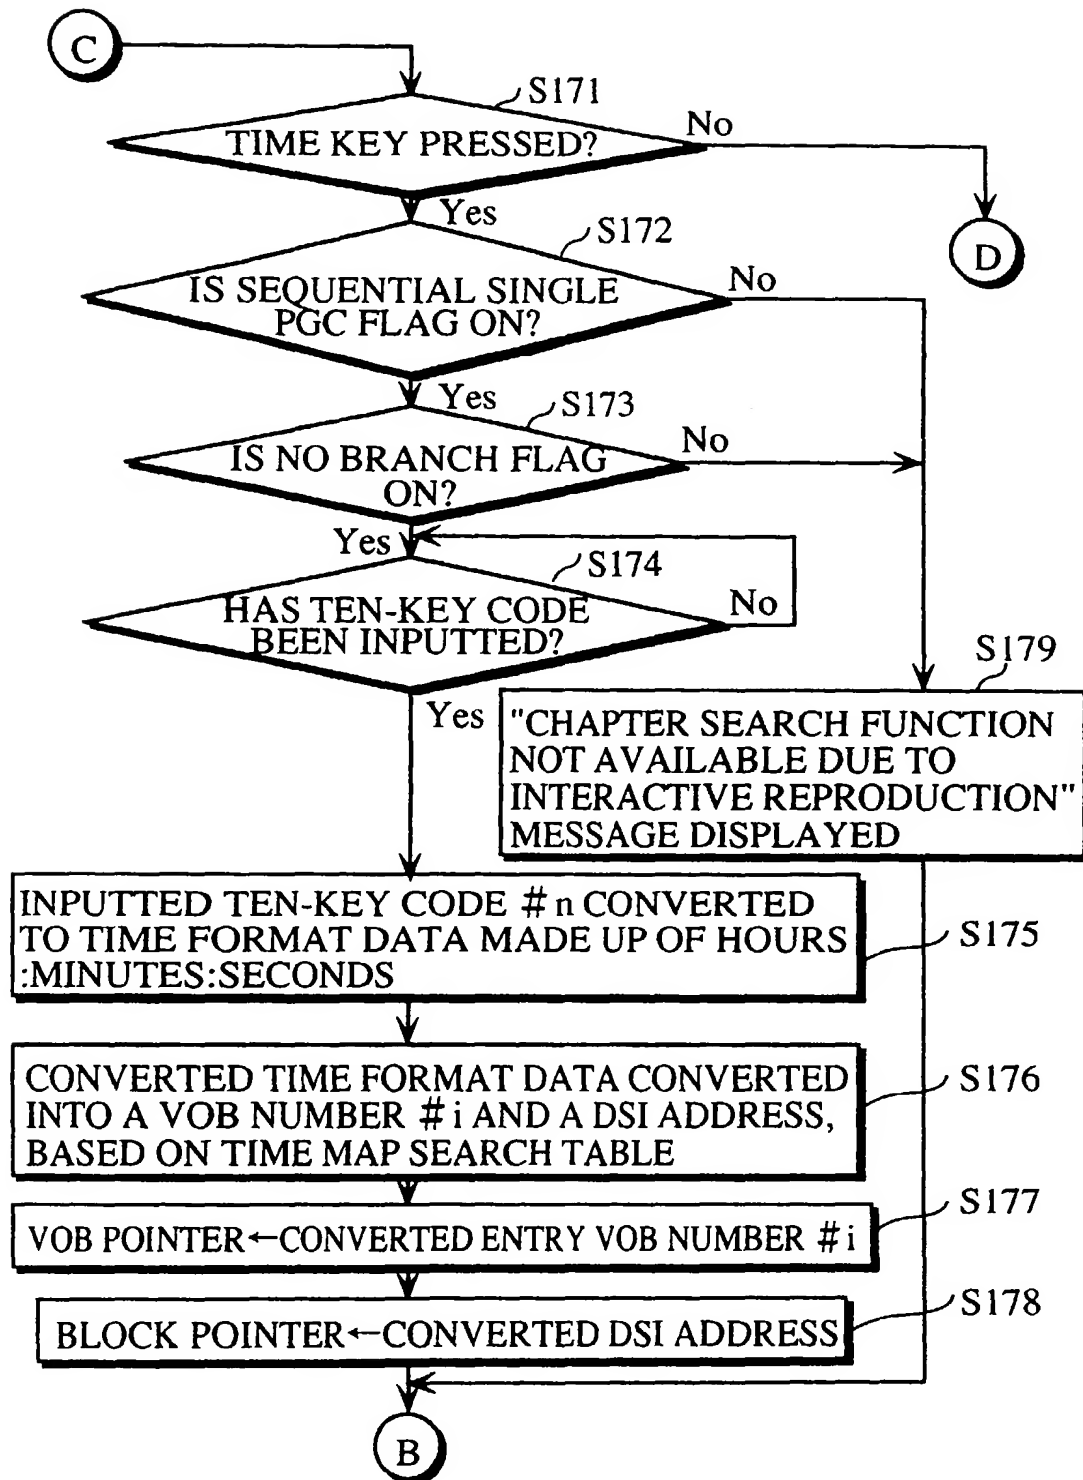 C
S171
TIME KEY PRESSED?
No
Yes
D
S172
IS SEQUENTIAL SINGLE
PGC FLAG ON?
No
Yes
S173
IS NO BRANCH FLAG
ON?
No
Yes
S174
HAS TEN-KEY CODE
BEEN INPUTTED?
No
Yes
S179
"CHAPTER SEARCH FUNCTION
NOT AVAILABLE DUE TO
INTERACTIVE REPRODUCTION"
MESSAGE DISPLAYED
INPUTTED TEN-KEY CODE #n CONVERTED
TO TIME FORMAT DATA MADE UP OF HOURS
:MINUTES:SECONDS
S175
CONVERTED TIME FORMAT DATA CONVERTED
INTO A VOB NUMBER #i AND A DSI ADDRESS,
BASED ON TIME MAP SEARCH TABLE
S176
VOB POINTER←CONVERTED ENTRY VOB NUMBER #i
S177
BLOCK POINTER←CONVERTED DSI ADDRESS
S178
B